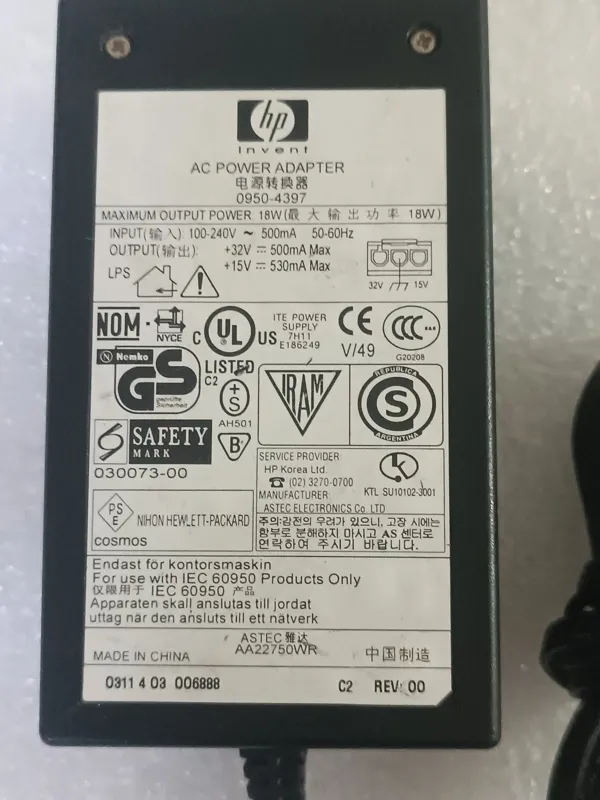 hp
invent
AC POWER ADAPTER
电源转换器
0950-4397
MAXIMUM OUTPUT POWER 18W(最大输出功率 18W)
INPUT(输入): 100-240V ~ 500mA 50-60Hz
OUTPUT(输出): +32V ⎓ 500mA Max
+15V ⎓ 530mA Max
LPS
32V 15V
NOM NYCE
C UL US
LISTED
C2
ITE POWER
SUPPLY
7H11
E186249
CE
V/49
CCC
G20208
N Nemko
GS
geprüfte
Sicherheit
+
S
AH501
B
IRAM
REPUBLICA
S
ARGENTINA
S SAFETY
MARK
030073-00
SERVICE PROVIDER
HP Korea Ltd.
☎ (02) 3270-0700
MANUFACTURER:
ASTEC ELECTRONICS Co LTD
KTL SU10102-3001
PS
E
NIHON HEWLETT-PACKARD
cosmos
주의:감전의 우려가 있으니, 고장 시에는
함부로 분해하지 마시고 AS 센터로
연락하여 주시기 바랍니다.
Endast för kontorsmaskin
For use with IEC 60950 Products Only
仅限用于 IEC 60950 产品
Apparaten skall anslutas till jordat
uttag när den ansluts till ett nätverk
ASTEC 雅达
AA22750WR
MADE IN CHINA
中国制造
0311 4 03 006888 C2 REV: 00